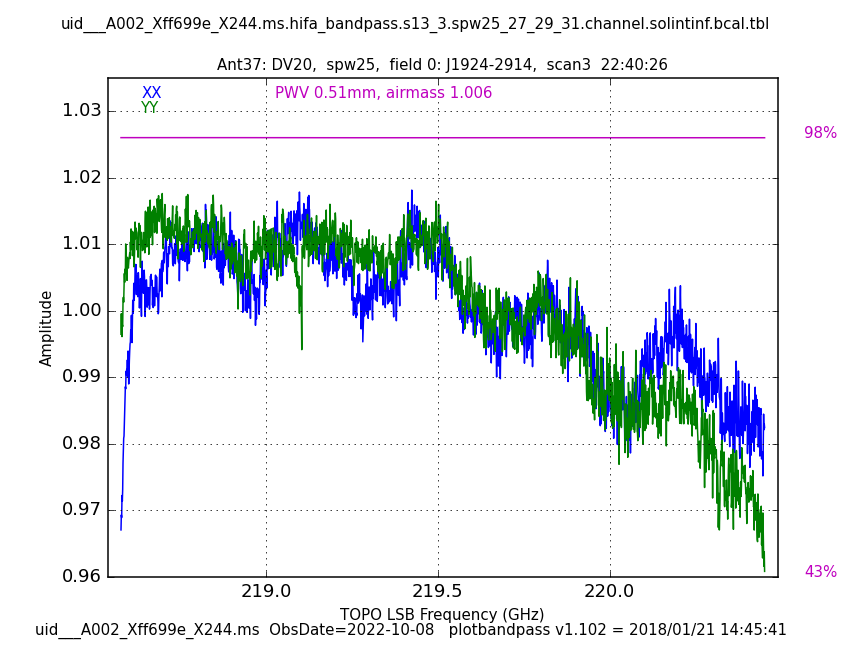 uid___A002_Xff699e_X244.ms.hifa_bandpass.s13_3.spw25_27_29_31.channel.solintinf.bcal.tbl
Ant37: DV20,  spw25,  field 0: J1924-2914,  scan3  22:40:26
XX
YY
PWV 0.51mm, airmass 1.006
98%
43%
1.03
1.02
1.01
1.00
0.99
0.98
0.97
0.96
Amplitude
219.0
219.5
220.0
TOPO LSB Frequency (GHz)
uid___A002_Xff699e_X244.ms  ObsDate=2022-10-08   plotbandpass v1.102 = 2018/01/21 14:45:41